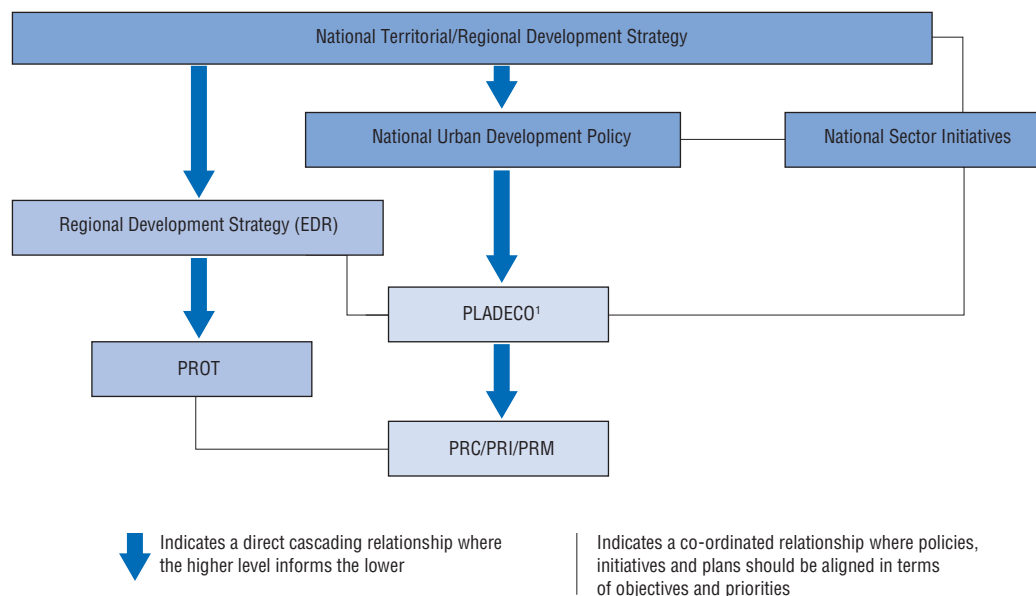 National Territorial/Regional Development Strategy
National Urban Development Policy
National Sector Initiatives
Regional Development Strategy (EDR)
PLADECO¹
PROT
PRC/PRI/PRM
Indicates a direct cascading relationship where
the higher level informs the lower
Indicates a co-ordinated relationship where policies,
initiatives and plans should be aligned in terms
of objectives and priorities